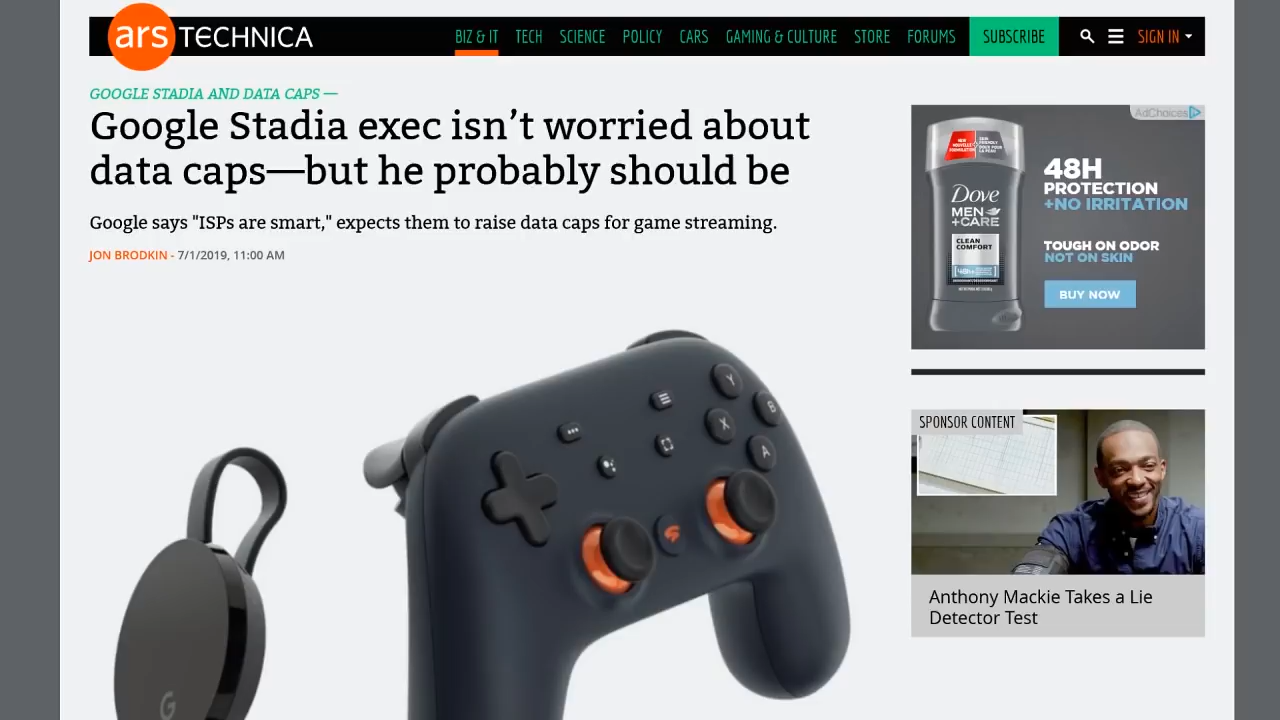 ars TECHNICA
BIZ & IT TECH SCIENCE POLICY CARS GAMING & CULTURE STORE FORUMS SUBSCRIBE SIGN IN
GOOGLE STADIA AND DATA CAPS —
Google Stadia exec isn’t worried about
data caps—but he probably should be
Google says "ISPs are smart," expects them to raise data caps for game streaming.
JON BRODKIN - 7/1/2019, 11:00 AM
Y
B
X
A
G
AdChoices
Dove
MEN
+CARE
CLEAN
COMFORT
48H
48H
PROTECTION
+NO IRRITATION
TOUGH ON ODOR
NOT ON SKIN
BUY NOW
SPONSOR CONTENT
Anthony Mackie Takes a Lie
Detector Test